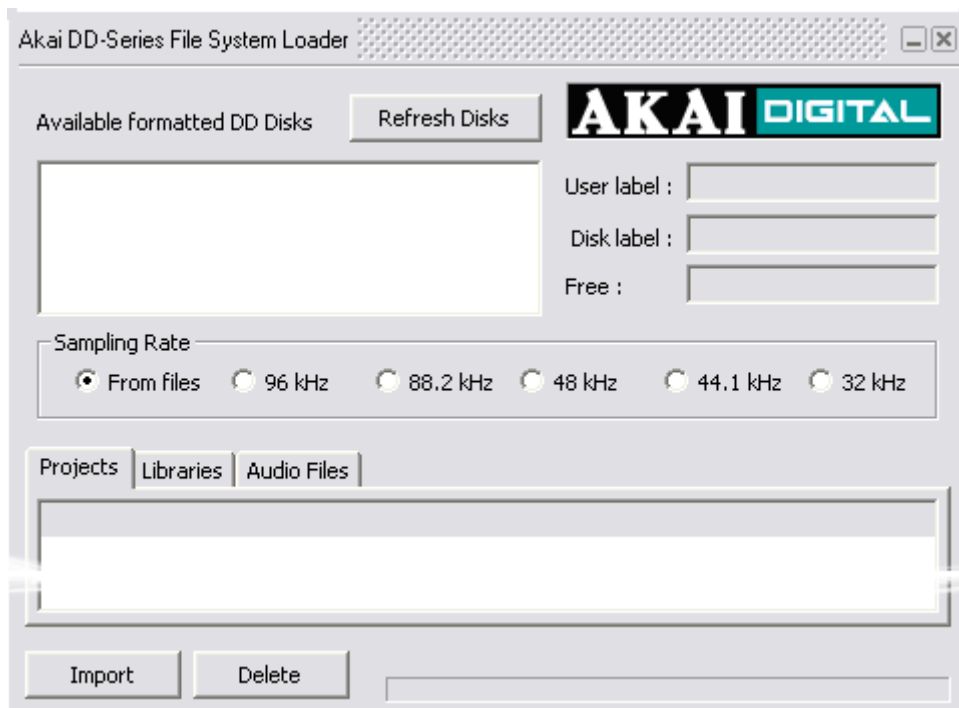 Akai DD-Series File System Loader
Available formatted DD Disks
Refresh Disks
AKAI DIGITAL
User label :
Disk label :
Free :
Sampling Rate
From files 96 kHz 88.2 kHz 48 kHz 44.1 kHz 32 kHz
Projects Libraries Audio Files
Import Delete